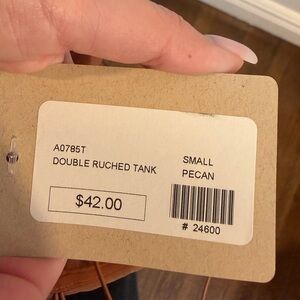 A0785T
DOUBLE RUCHED TANK
SMALL
PECAN
$42.00
# 24600